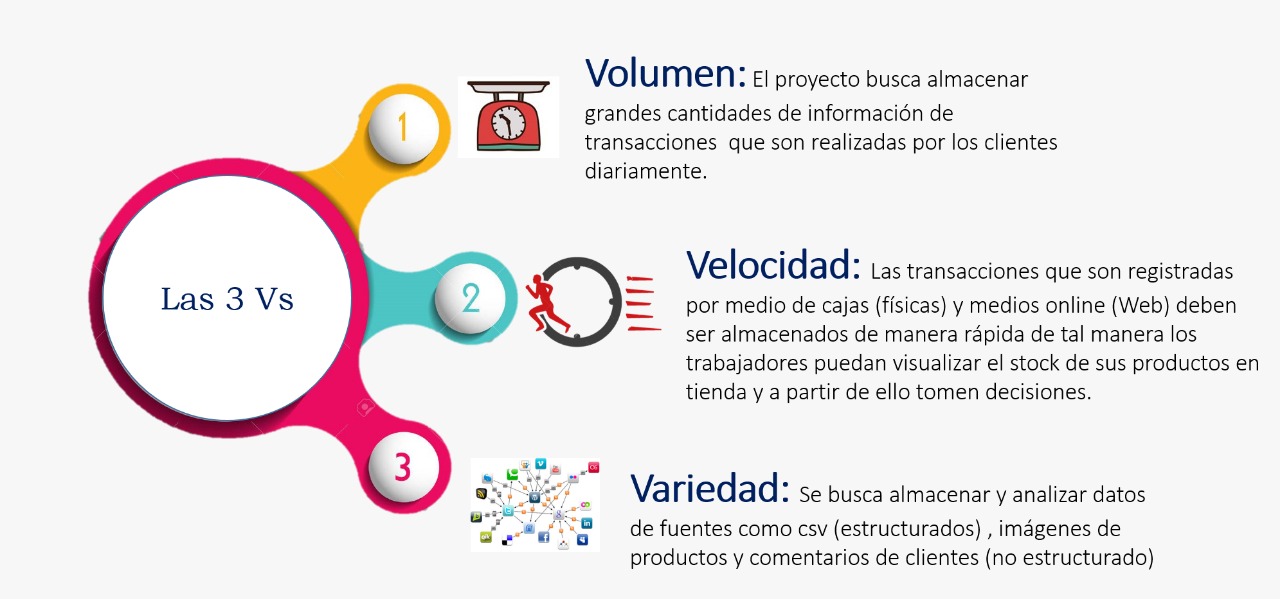 Las 3 Vs
1
Volumen: El proyecto busca almacenar
grandes cantidades de información de
transacciones que son realizadas por los clientes
diariamente.
2
Velocidad: Las transacciones que son registradas
por medio de cajas (físicas) y medios online (Web) deben
ser almacenados de manera rápida de tal manera los
trabajadores puedan visualizar el stock de sus productos en
tienda y a partir de ello tomen decisiones.
3
Variedad: Se busca almacenar y analizar datos
de fuentes como csv (estructurados) , imágenes de
productos y comentarios de clientes (no estructurado)